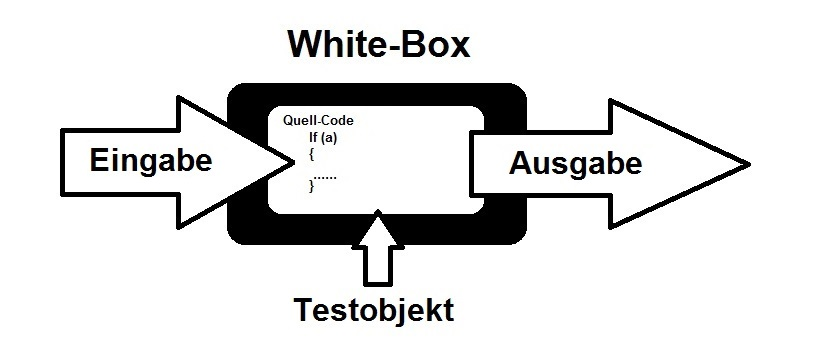 White-Box
Quell-Code
If (a)
{
......
}
Eingabe
Ausgabe
Testobjekt